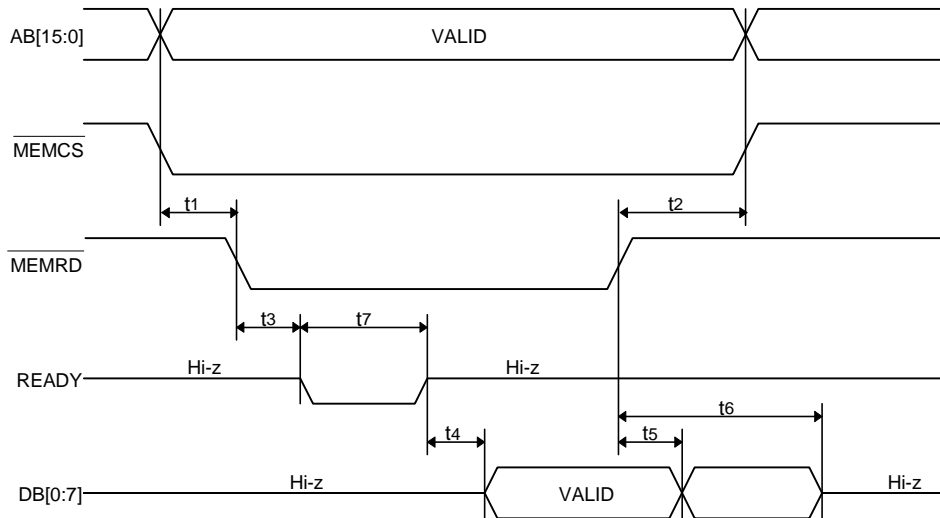 AB[15:0]
VALID
MEMCS
t1
t2
MEMRD
t3
t7
Hi-z
Hi-z
READY
t6
t4
t5
Hi-z
VALID
Hi-z
DB[0:7]